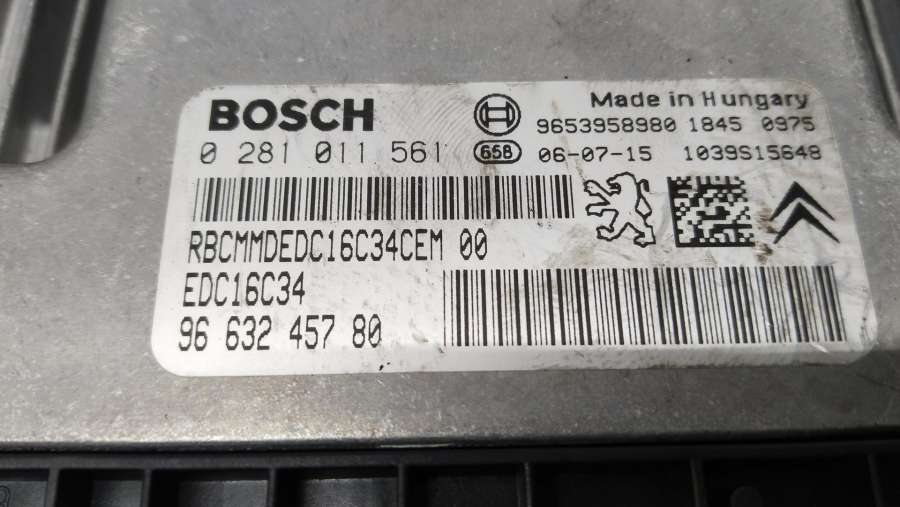 BOSCH
Made in Hungary
9653958980 1845 0975
0 281 011 561 658 06-07-15 1039S15648
RBCMMDEDC16C34CEM 00
EDC16C34
96 632 457 80